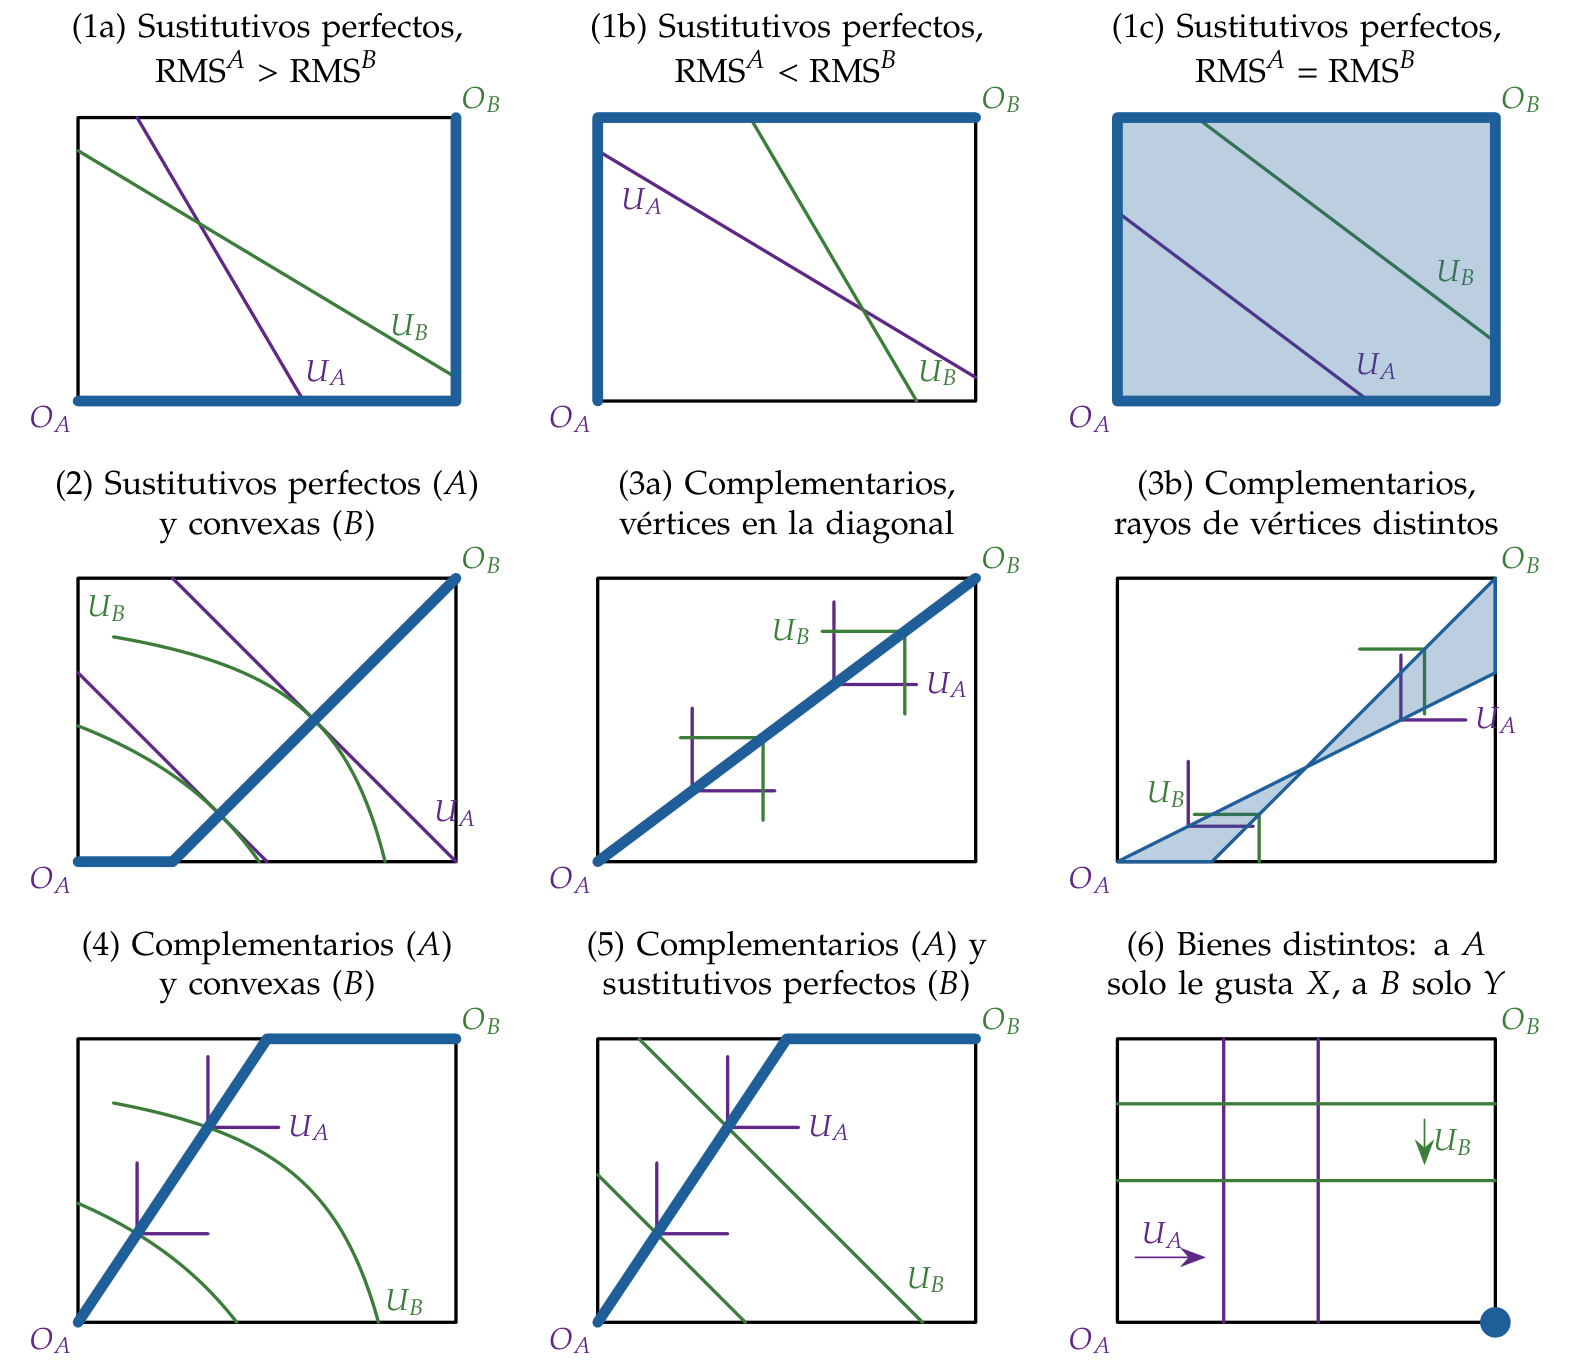 (1a) Sustitutivos perfectos,
RMS^A > RMS^B
(1b) Sustitutivos perfectos,
RMS^A < RMS^B
(1c) Sustitutivos perfectos,
RMS^A = RMS^B
O_B
U_B
U_A
O_A
O_B
U_A
U_B
O_A
O_B
U_B
U_A
O_A
(2) Sustitutivos perfectos (A)
y convexas (B)
(3a) Complementarios,
vértices en la diagonal
(3b) Complementarios,
rayos de vértices distintos
O_B
U_B
U_A
O_A
O_B
U_B
U_A
O_A
O_B
U_A
U_B
O_A
(4) Complementarios (A)
y convexas (B)
(5) Complementarios (A) y
sustitutivos perfectos (B)
(6) Bienes distintos: a A
solo le gusta X, a B solo Y
O_B
U_A
U_B
O_A
O_B
U_A
U_B
O_A
O_B
U_B
U_A
O_A